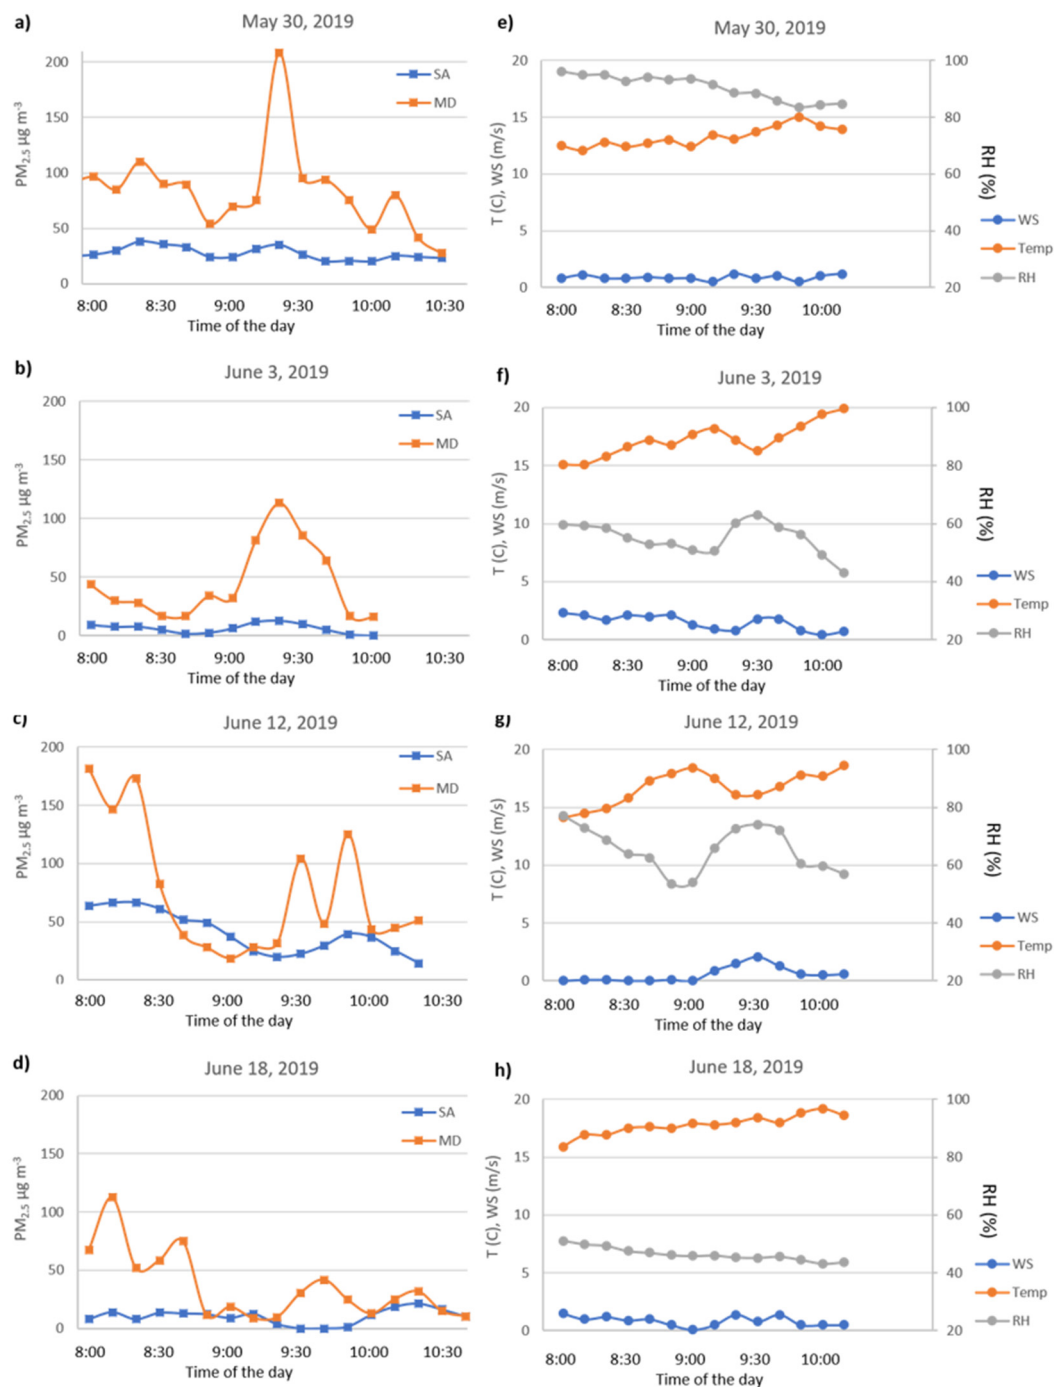 a)
May 30, 2019
200
150
100
50
0
PM2.5 µg m-3
SA
MD
8:00 8:30 9:00 9:30 10:00 10:30
Time of the day
e)
May 30, 2019
20
15
10
5
0
T (C), WS (m/s)
100
80
60
40
20
RH (%)
WS
Temp
RH
8:00 8:30 9:00 9:30 10:00
Time of the day
b)
June 3, 2019
200
150
100
50
0
PM2.5 µg m-3
SA
MD
8:00 8:30 9:00 9:30 10:00 10:30
Time of the day
f)
June 3, 2019
20
15
10
5
0
T (C), WS (m/s)
100
80
60
40
20
RH (%)
WS
Temp
RH
8:00 8:30 9:00 9:30 10:00
Time of the day
c)
June 12, 2019
200
150
100
50
0
PM2.5 µg m-3
SA
MD
8:00 8:30 9:00 9:30 10:00 10:30
Time of the day
g)
June 12, 2019
20
15
10
5
0
T (C), WS (m/s)
100
80
60
40
20
RH (%)
WS
Temp
RH
8:00 8:30 9:00 9:30 10:00
Time of the day
d)
June 18, 2019
200
150
100
50
0
PM2.5 µg m-3
SA
MD
8:00 8:30 9:00 9:30 10:00 10:30
Time of the day
h)
June 18, 2019
20
15
10
5
0
T (C), WS (m/s)
100
80
60
40
20
RH (%)
WS
Temp
RH
8:00 8:30 9:00 9:30 10:00
Time of the day